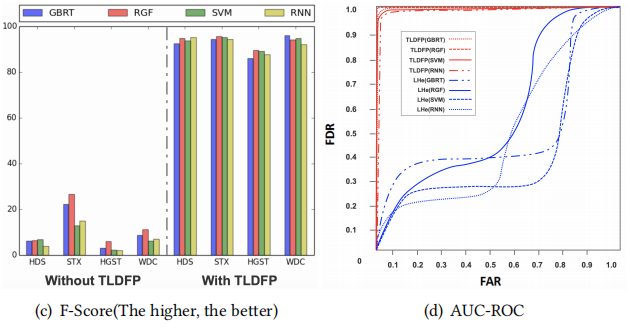 GBRT RGF SVM RNN
100
80
60
40
20
0
HDS STX HGST WDC HDS STX HGST WDC
Without TLDFP With TLDFP
(c) F-Score(The higher, the better)
FDR
1.0
0.9
0.8
0.7
0.6
0.5
0.4
0.3
0.2
0.1
TLDFP(GBRT)
TLDFP(RGF)
TLDFP(SVM)
TLDFP(RNN)
LHe(GBRT)
LHe(RGF)
LHe(SVM)
LHe(RNN)
0.1 0.2 0.3 0.4 0.5 0.6 0.7 0.8 0.9 1.0
FAR
(d) AUC-ROC